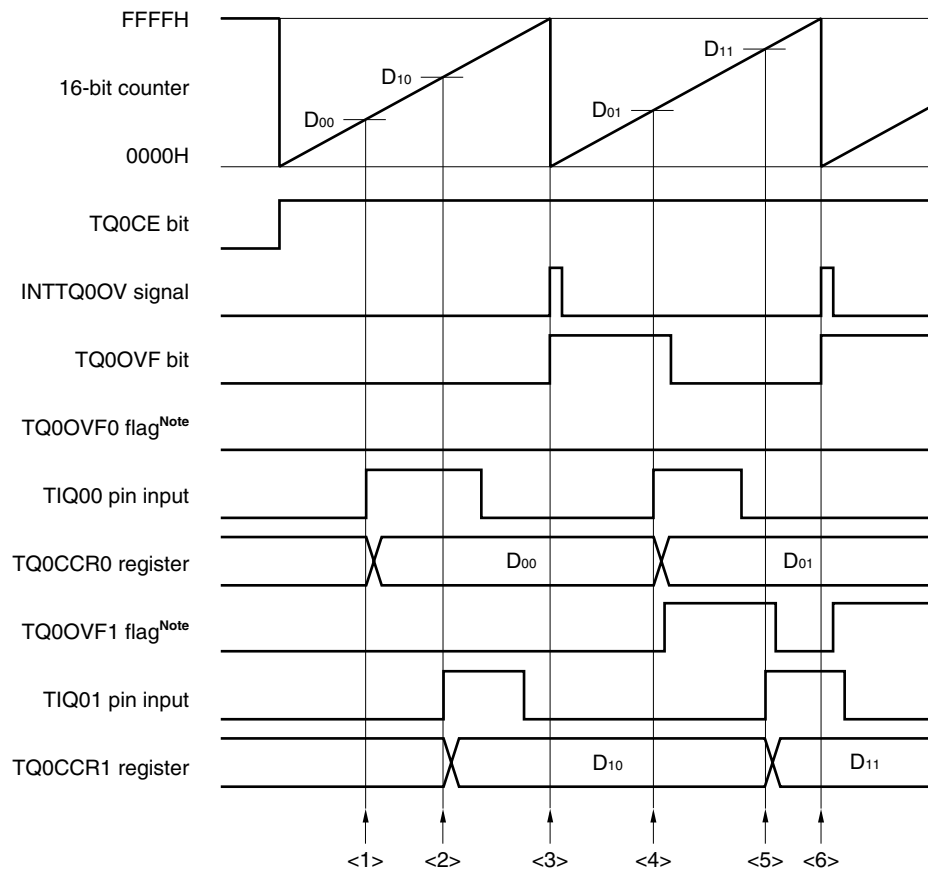 FFFFH
D11
D10
16-bit counter
D00
D01
0000H
TQ0CE bit
INTTQ0OV signal
TQ0OVF bit
TQ0OVF0 flagNote
TIQ00 pin input
TQ0CCR0 register
D00
D01
TQ0OVF1 flagNote
TIQ01 pin input
TQ0CCR1 register
D10
D11
<1> <2> <3> <4> <5> <6>